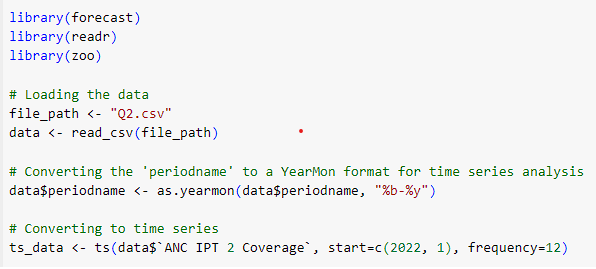 library(forecast)
library(readr)
library(zoo)
# Loading the data
file_path <- "Q2.csv"
data <- read_csv(file_path)
# Converting the 'periodname' to a YearMon format for time series analysis
data$periodname <- as.yearmon(data$periodname, "%b-%y")
# Converting to time series
ts_data <- ts(data$`ANC IPT 2 Coverage`, start=c(2022, 1), frequency=12)